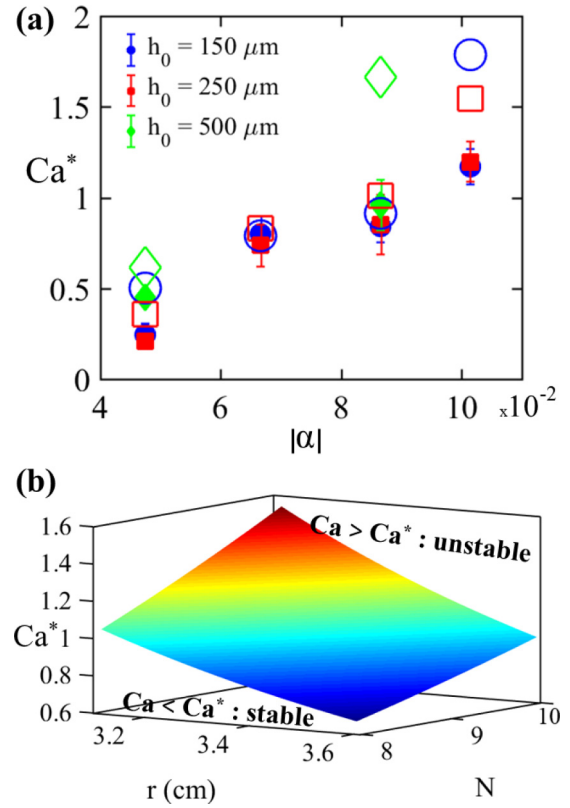 (a)
2
1.5
1
0.5
0
Ca*
h₀ = 150 μm
h₀ = 250 μm
h₀ = 500 μm
4 6 8 10 ×10⁻²
|α|
(b)
1.6
1.4
1.2
Ca*1
0.8
0.6
Ca > Ca* : unstable
Ca < Ca* : stable
3.2 3.4 3.6 8 9 10
r (cm) N